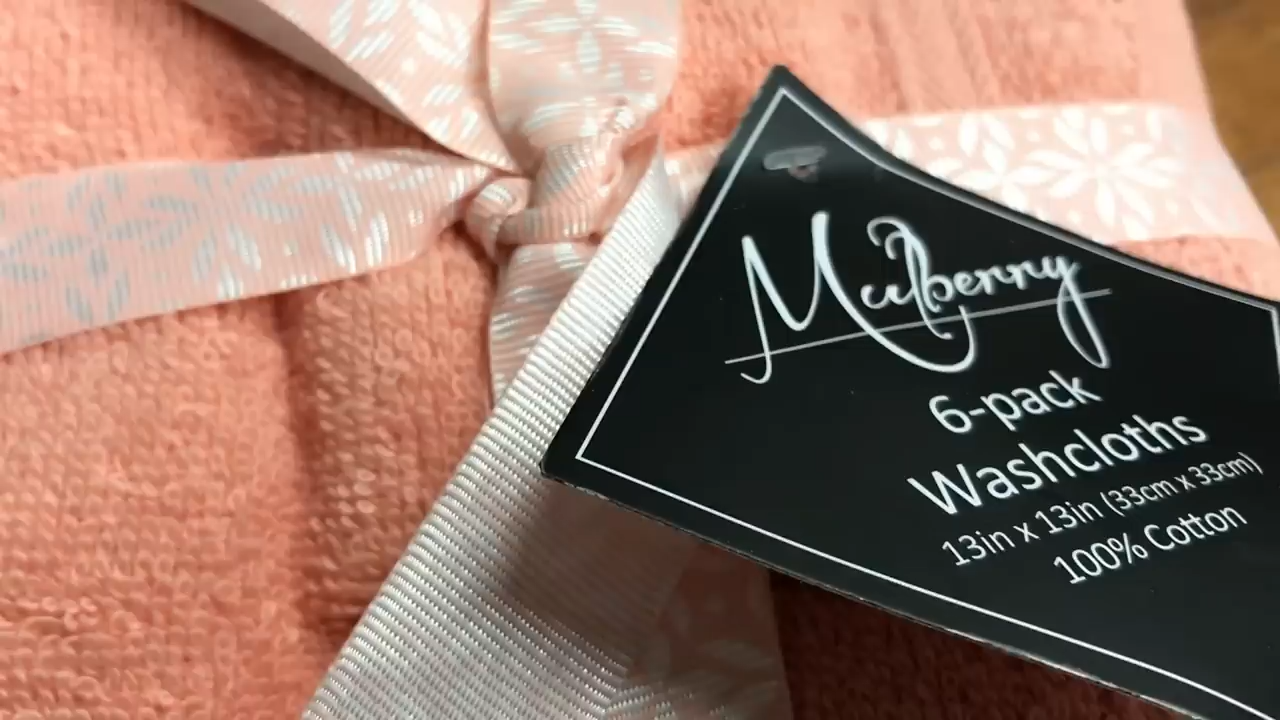 Mulberry
6-pack
Washcloths
13in x 13in (33cm x 33cm)
100% Cotton